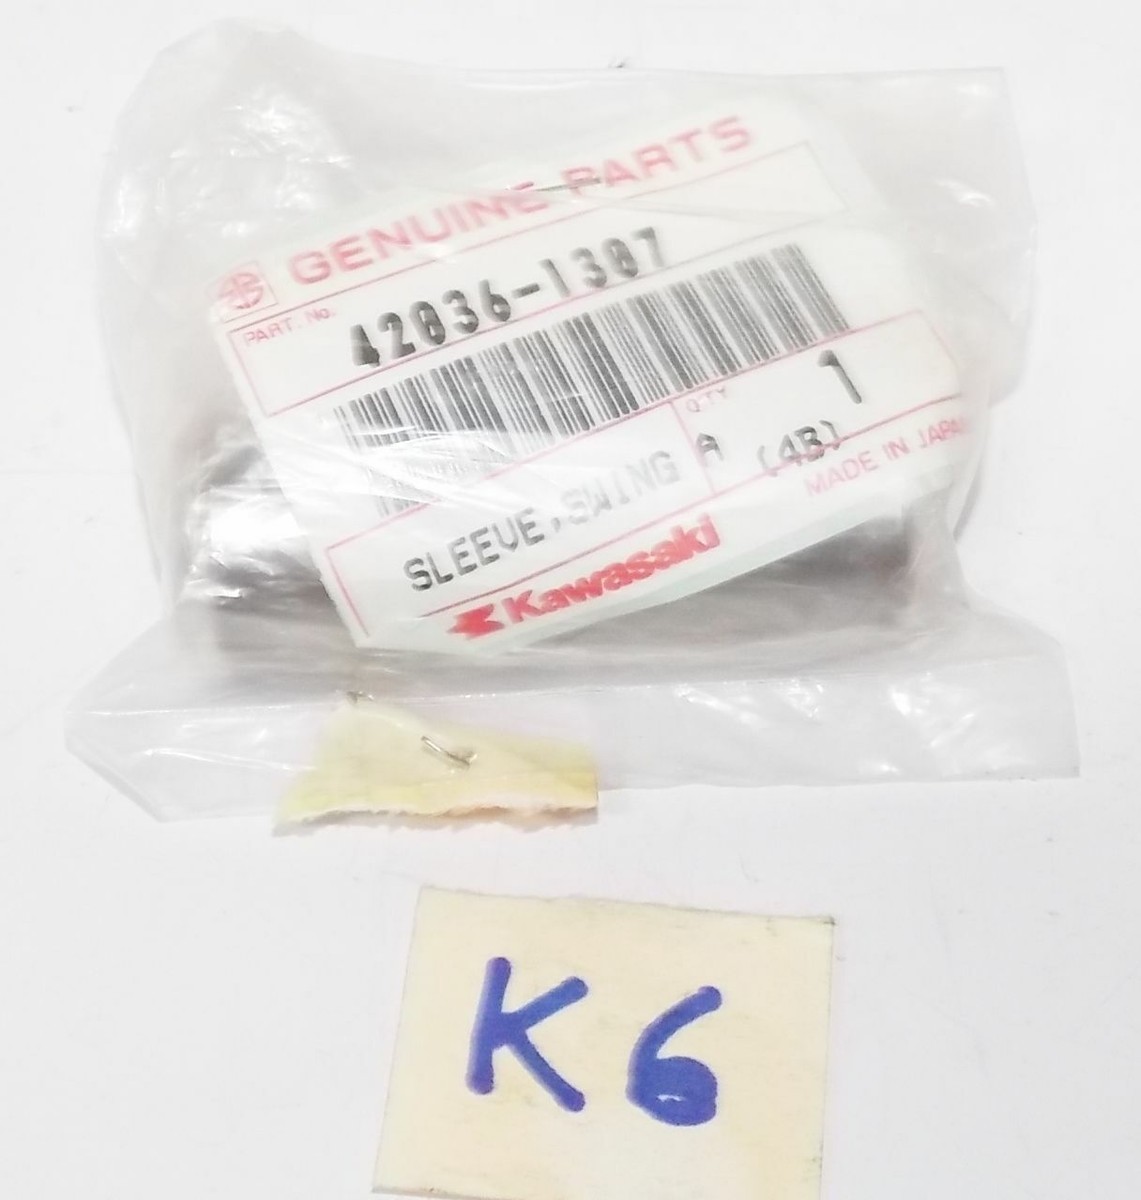 GENUINE PARTS
PART. No. 42036-1307
QTY 1
SLEEVE,SWING A (4B)
MADE IN JAPAN
Kawasaki
K6